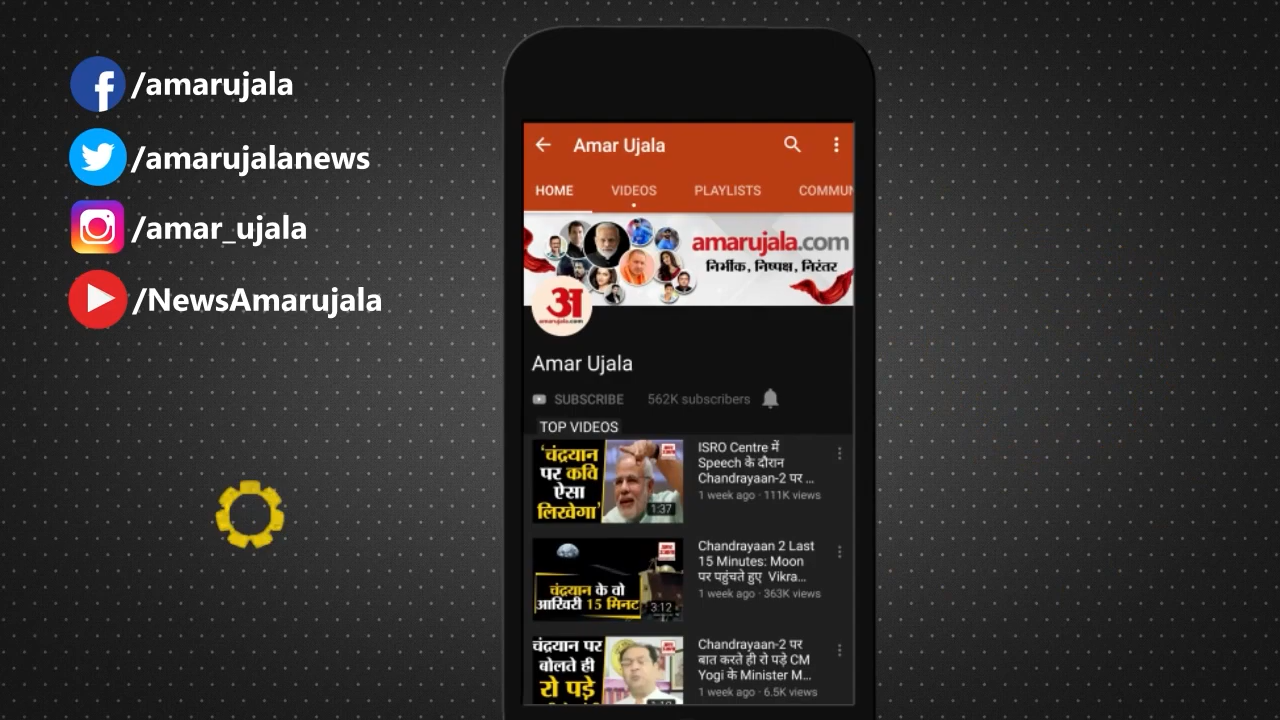 /amarujala
/amarujalanews
/amar_ujala
/NewsAmarujala
Amar Ujala
HOME VIDEOS PLAYLISTS COMMUN
amarujala.com
निर्भीक, निष्पक्ष, निरंतर
अ
amarujala.com
Amar Ujala
SUBSCRIBE 562K subscribers
TOP VIDEOS
'चंद्रयान
पर कवि
ऐसा
लिखेगा'
1:37
ISRO Centre में
Speech के दौरान
Chandrayaan-2 पर ...
1 week ago · 111K views
चंद्रयान के वो
आखिरी 15 मिनट
3:12
Chandrayaan 2 Last
15 Minutes: Moon
पर पहुंचते हुए Vikra...
1 week ago · 363K views
चंद्रयान पर
बोलते ही
रो पड़े
Chandrayaan-2 पर
बात करते ही रो पड़े CM
Yogi के Minister M...
1 week ago · 6.5K views